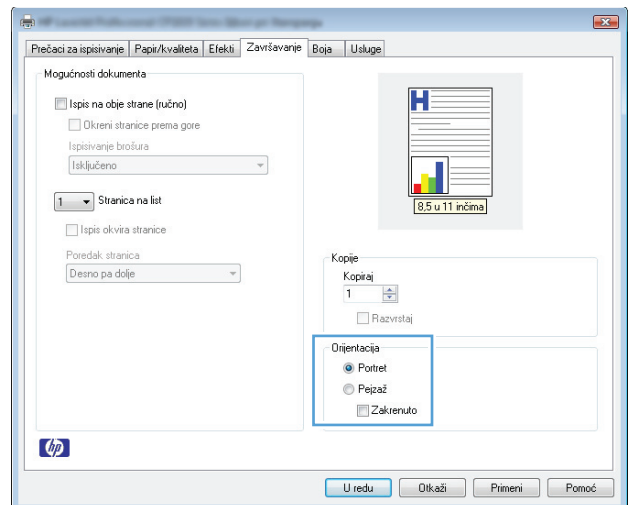 Prečaci za ispisivanje Papir/kvaliteta Efekti Završavanje Boja Usluge
Mogućnosti dokumenta
Ispis na obje strane (ručno)
Okreni stranice prema gore
Ispisivanje brošura
Isključeno
1 Stranica na list
Ispis okvira stranice
Poredak stranica
Desno pa dolje
H
8,5 u 11 inčima
Kopije
Kopiraj
1
Razvrstaj
Orijentacija
Portret
Pejzaž
Zakrenuto
hp
U redu Otkaži Primeni Pomoć